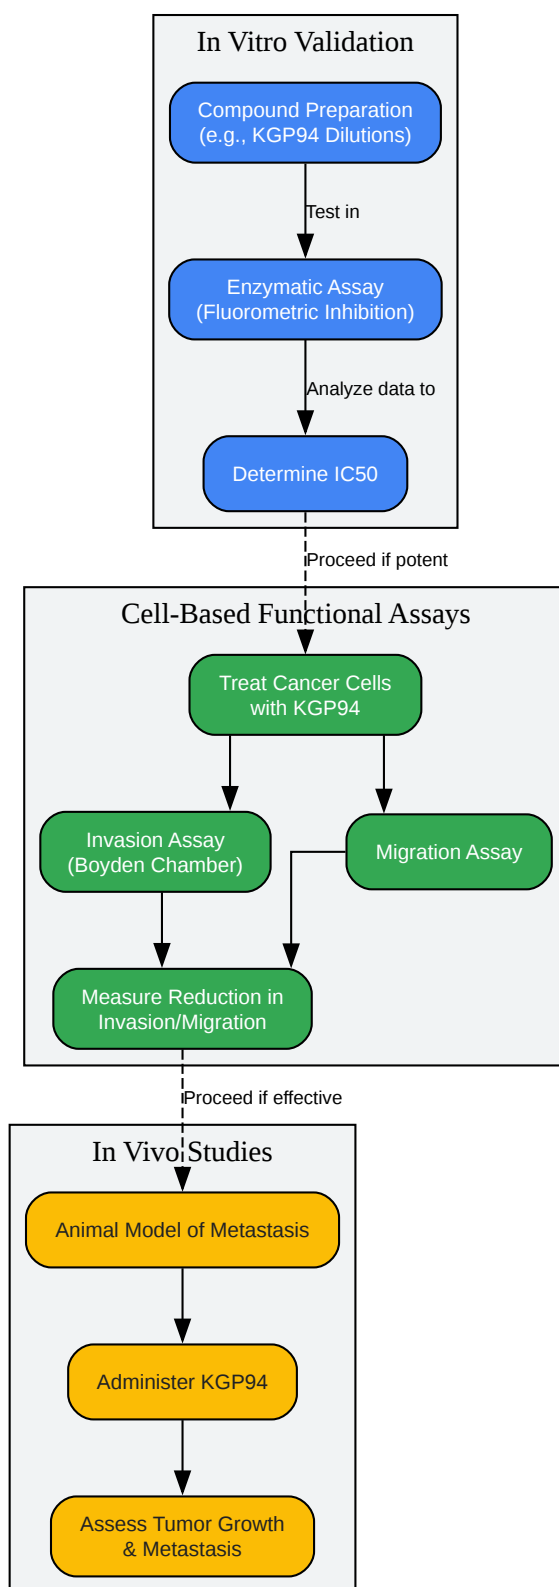 In Vitro Validation
Compound Preparation
(e.g., KGP94 Dilutions)
Test in
Enzymatic Assay
(Fluorometric Inhibition)
Analyze data to
Determine IC50
Proceed if potent
Cell-Based Functional Assays
Treat Cancer Cells
with KGP94
Invasion Assay
(Boyden Chamber)
Migration Assay
Measure Reduction in
Invasion/Migration
Proceed if effective
In Vivo Studies
Animal Model of Metastasis
Administer KGP94
Assess Tumor Growth
& Metastasis